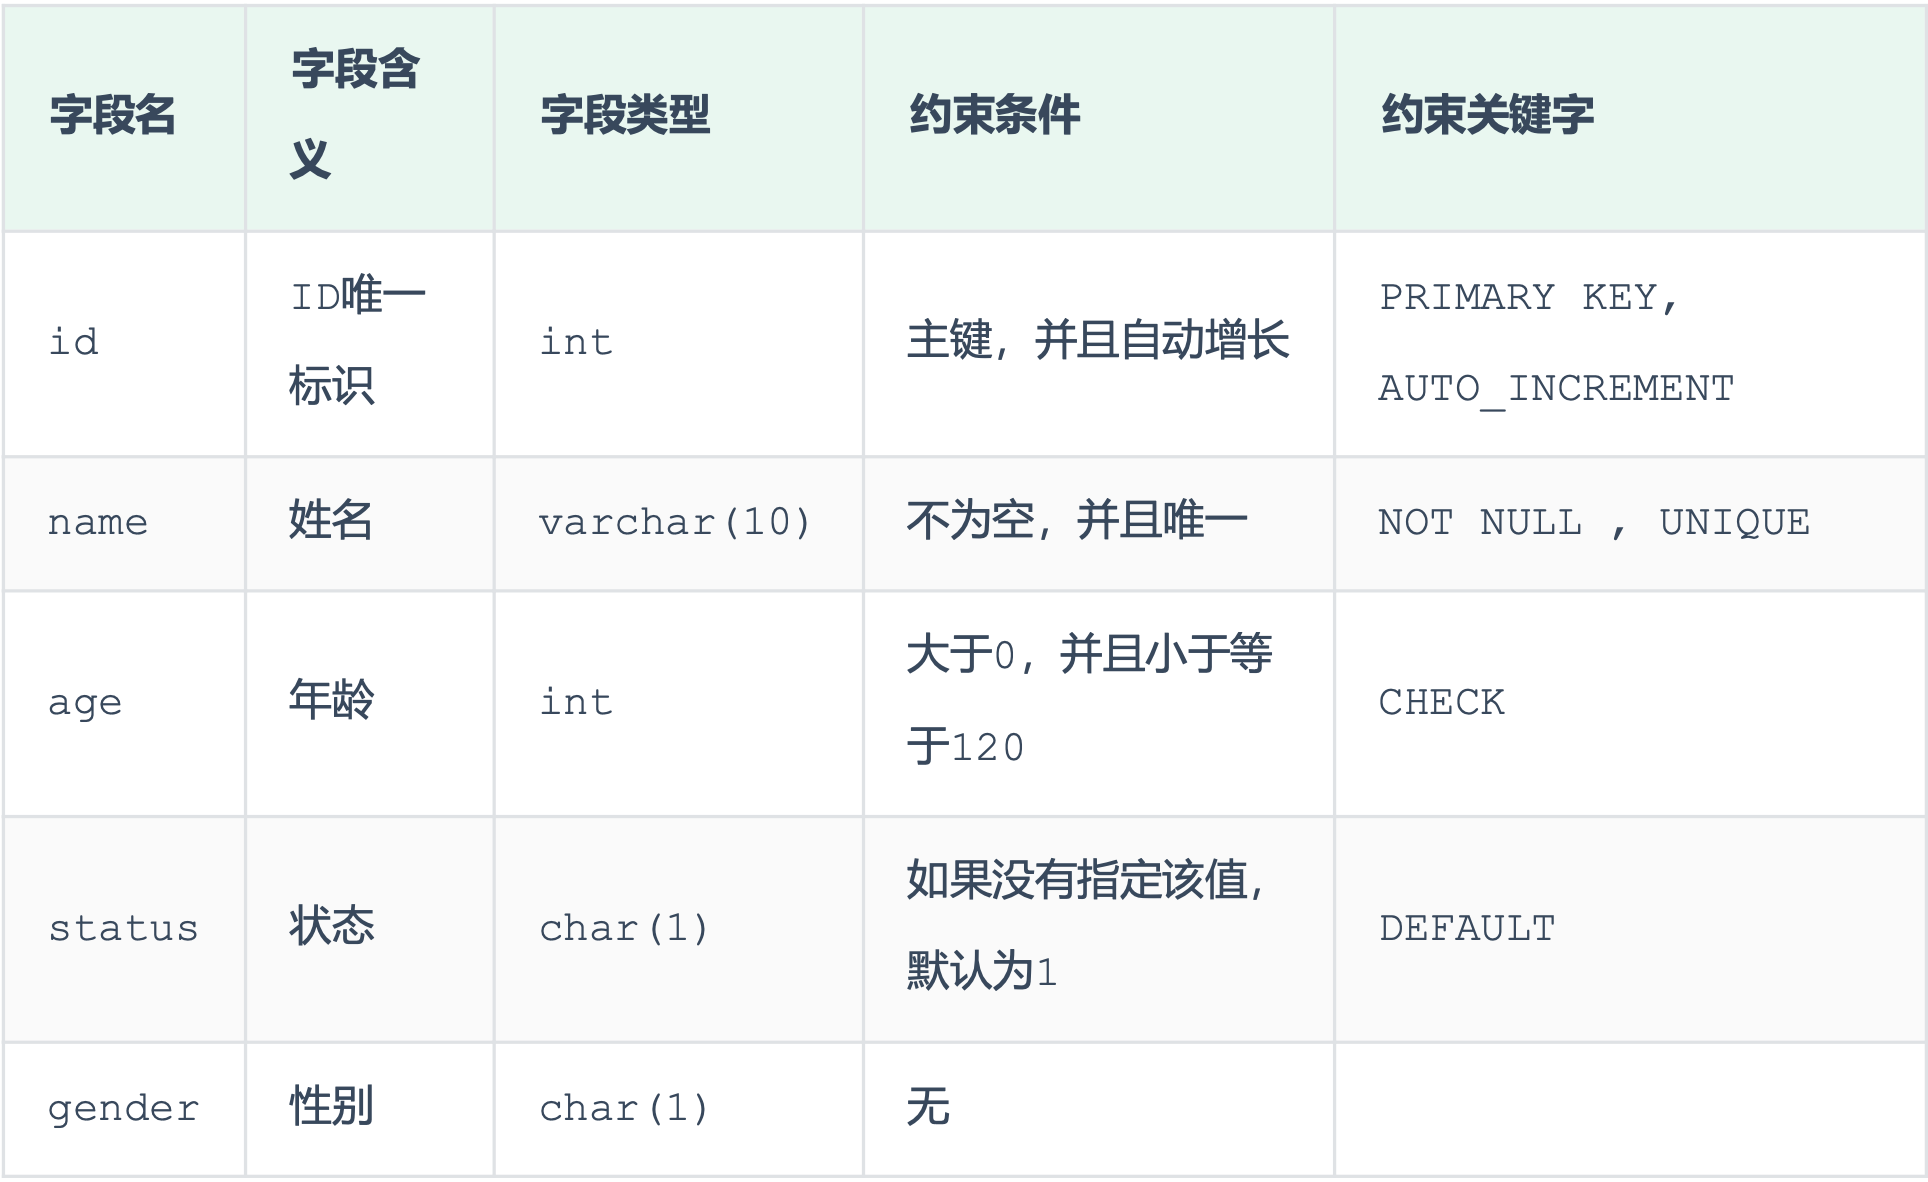 字段名 字段含义 字段类型 约束条件 约束关键字
id ID唯一标识 int 主键，并且自动增长 PRIMARY KEY, AUTO_INCREMENT
name 姓名 varchar(10) 不为空，并且唯一 NOT NULL , UNIQUE
age 年龄 int 大于0，并且小于等于120 CHECK
status 状态 char(1) 如果没有指定该值，默认为1 DEFAULT
gender 性别 char(1) 无